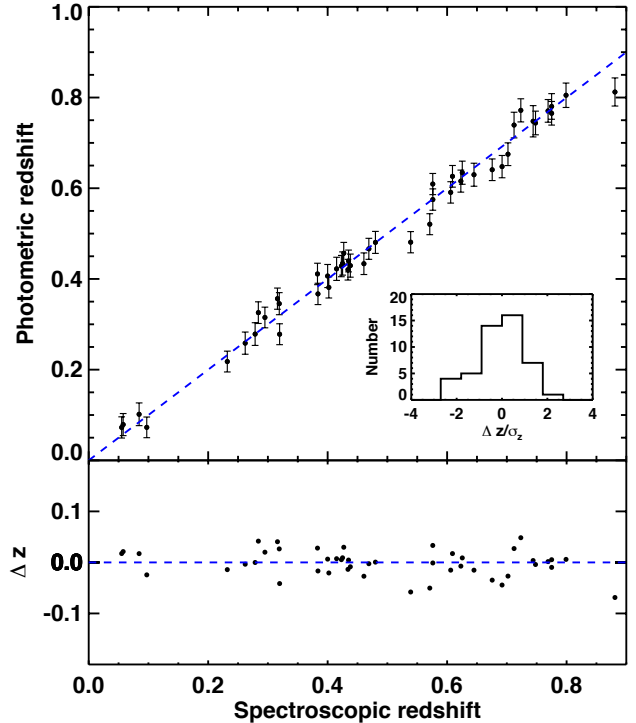 1.0
0.8
0.6
0.4
0.2
0.0
Photometric redshift
20
15
10
5
0
Number
-4 -2 0 2 4
Δ z/σz
0.1
0.0
-0.1
Δ z
0.0 0.2 0.4 0.6 0.8
Spectroscopic redshift